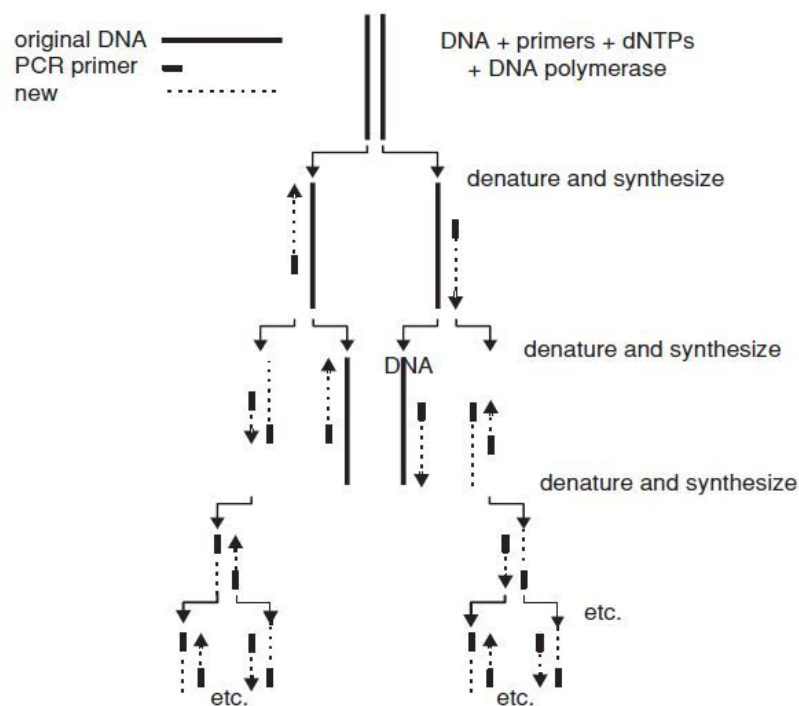 original DNA
PCR primer
new
DNA + primers + dNTPs
+ DNA polymerase
denature and synthesize
denature and synthesize
DNA
denature and synthesize
etc.
etc.
etc.